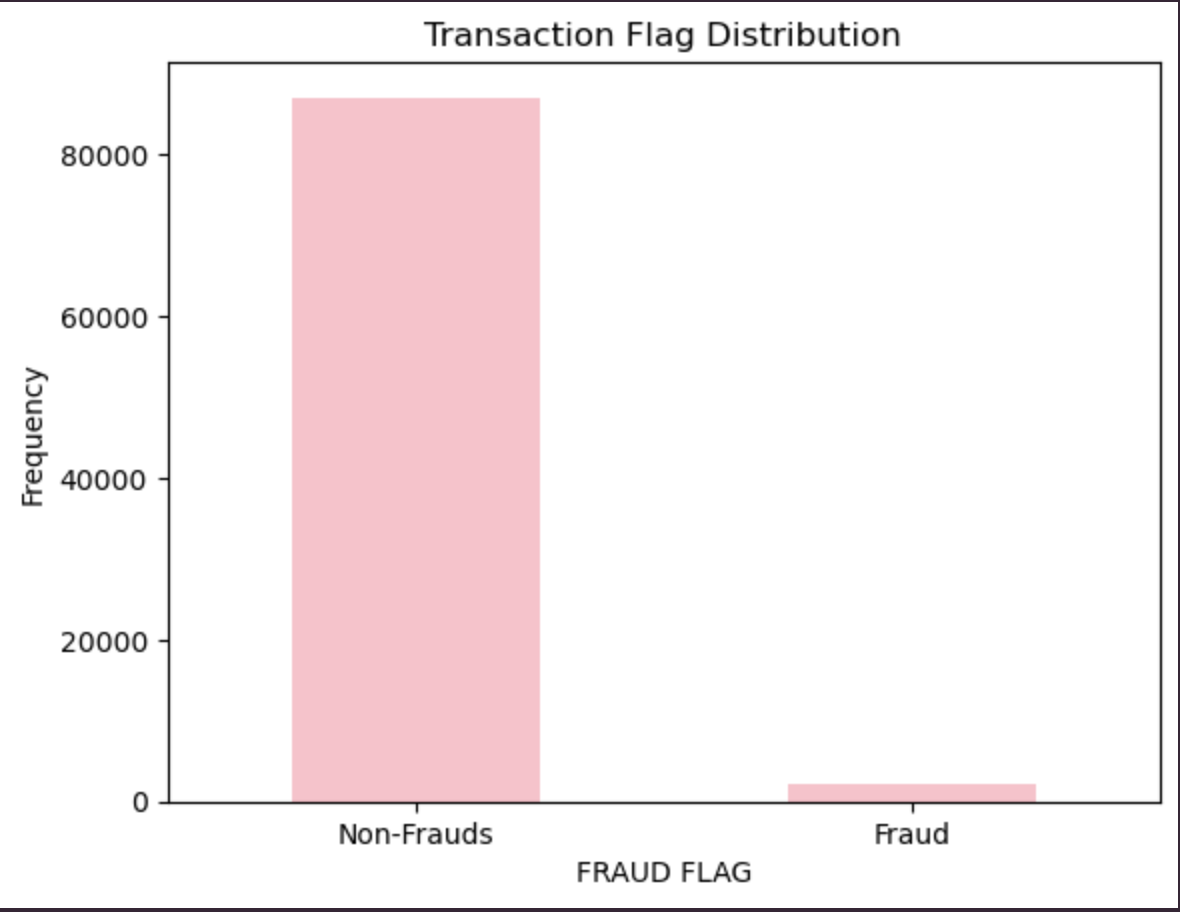 Transaction Flag Distribution
80000
60000
40000
20000
0
Frequency
Non-Frauds Fraud
FRAUD FLAG